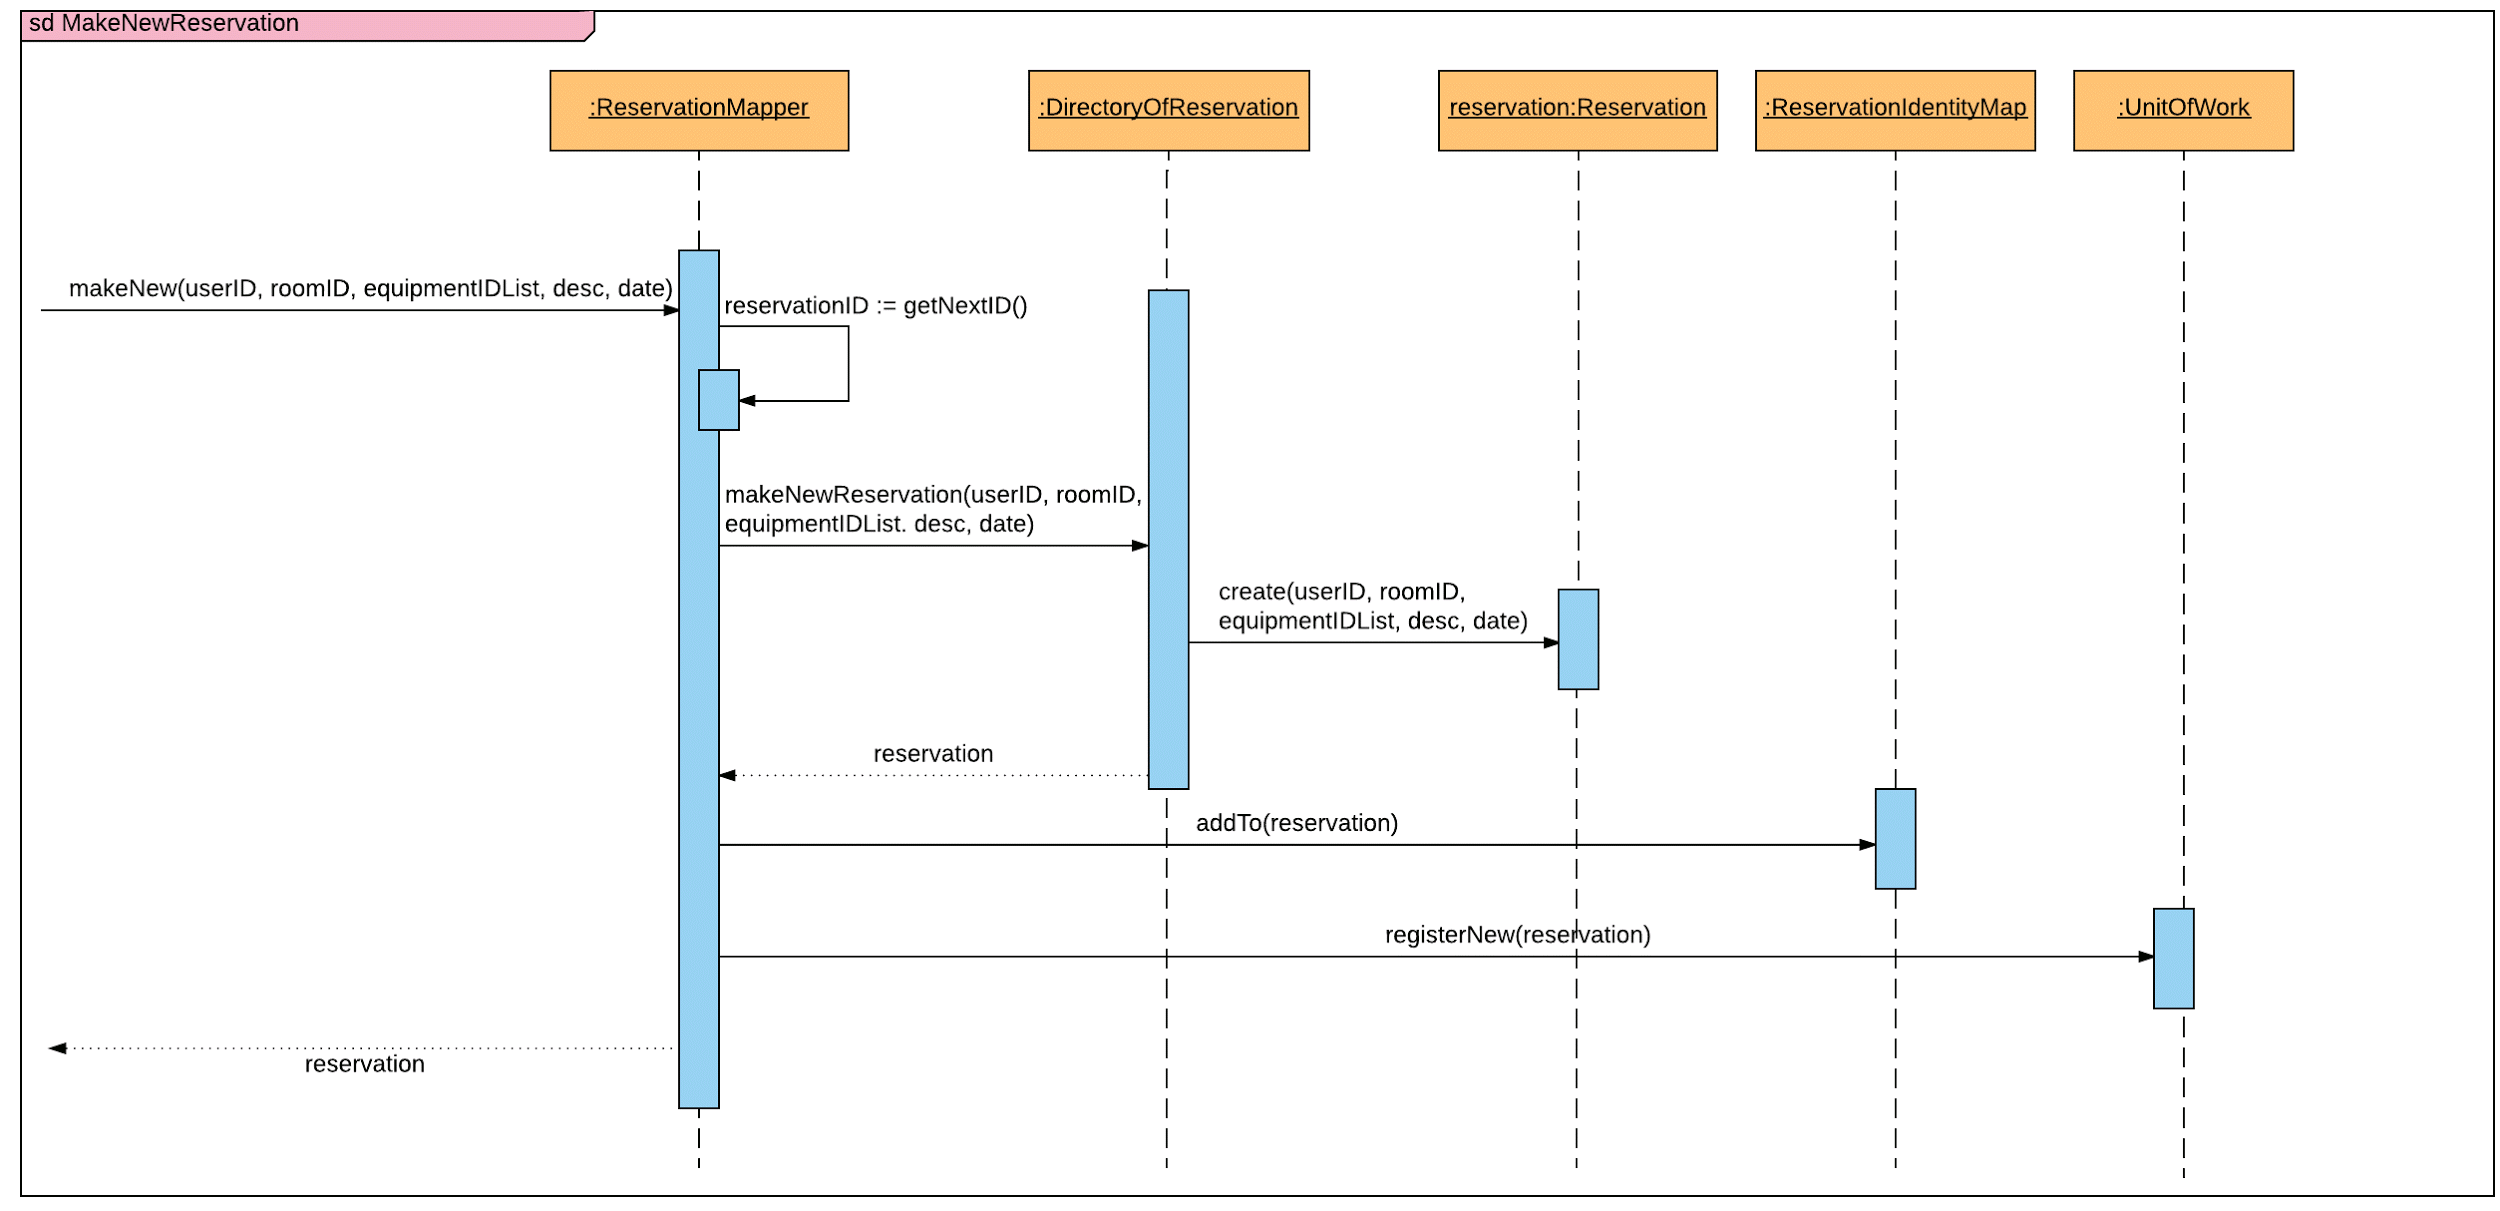 sd MakeNewReservation
:ReservationMapper
:DirectoryOfReservation
reservation:Reservation
:ReservationIdentityMap
:UnitOfWork
makeNew(userID, roomID, equipmentIDList, desc, date)
reservationID := getNextID()
makeNewReservation(userID, roomID,
equipmentIDList. desc, date)
create(userID, roomID,
equipmentIDList, desc, date)
reservation
addTo(reservation)
registerNew(reservation)
reservation